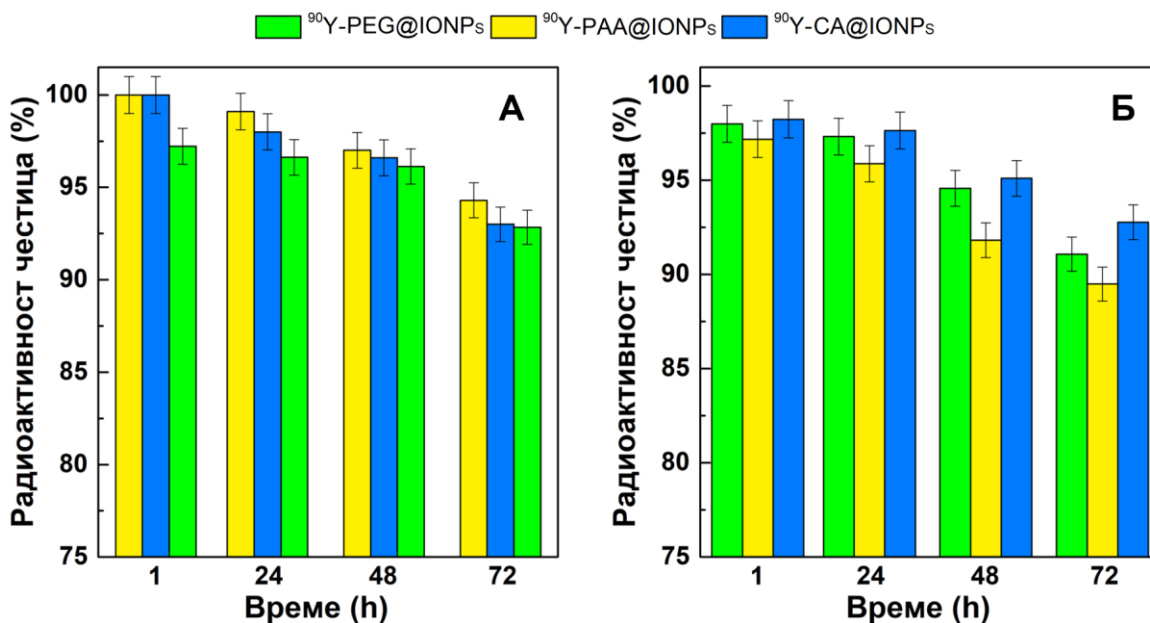 ⁹⁰Y-PEG@IONPs ⁹⁰Y-PAA@IONPs ⁹⁰Y-CA@IONPs
А
Радиоактивност честица (%)
100
95
90
85
80
75
1 24 48 72
Време (h)
Б
Радиоактивност честица (%)
100
95
90
85
80
75
1 24 48 72
Време (h)